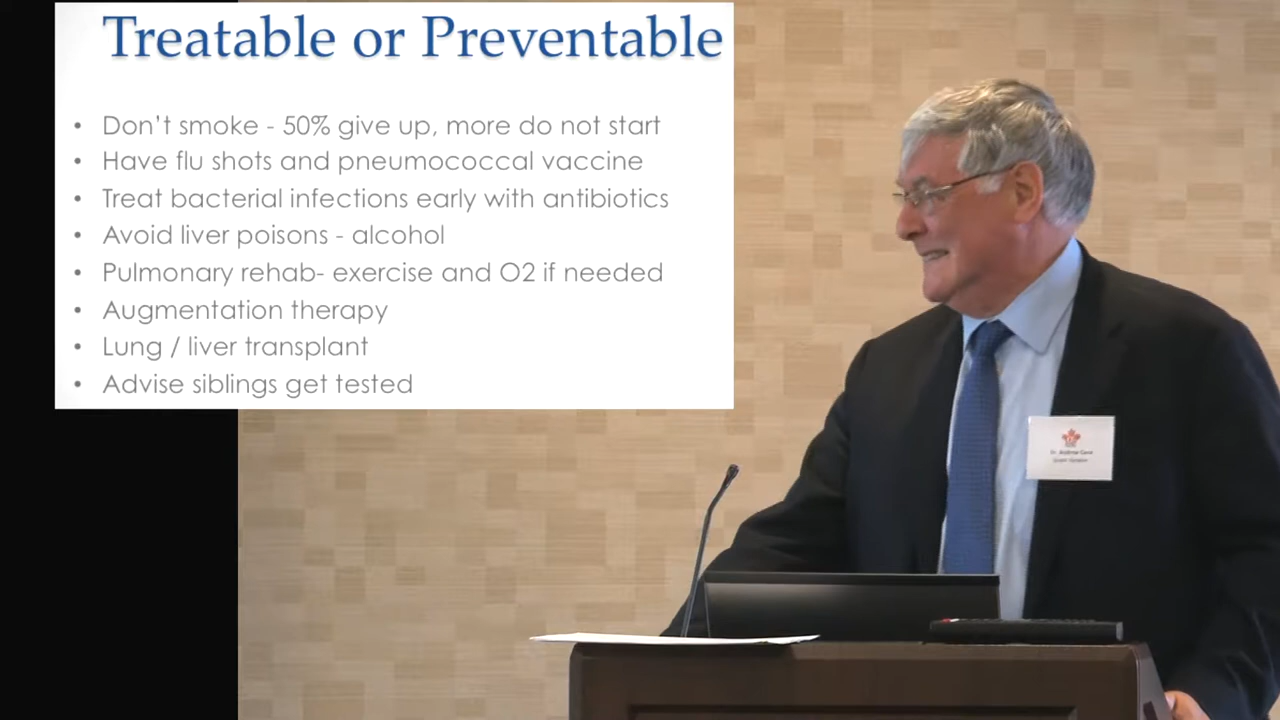 Treatable or Preventable
• Don't smoke - 50% give up, more do not start
• Have flu shots and pneumococcal vaccine
• Treat bacterial infections early with antibiotics
• Avoid liver poisons - alcohol
• Pulmonary rehab- exercise and O2 if needed
• Augmentation therapy
• Lung / liver transplant
• Advise siblings get tested
Dr.